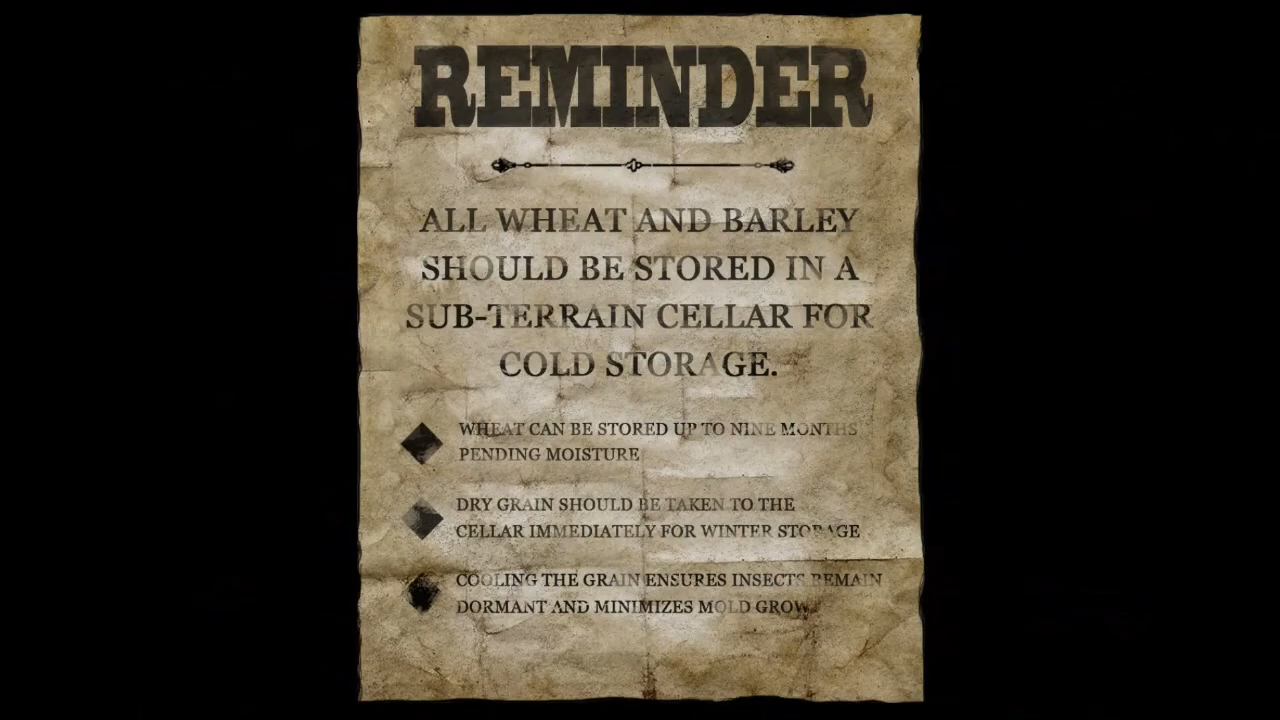 REMINDER
ALL WHEAT AND BARLEY
SHOULD BE STORED IN A
SUB-TERRAIN CELLAR FOR
COLD STORAGE.
WHEAT CAN BE STORED UP TO NINE MONTHS
PENDING MOISTURE
DRY GRAIN SHOULD BE TAKEN TO THE
CELLAR IMMEDIATELY FOR WINTER STORAGE
COOLING THE GRAIN ENSURES INSECTS REMAIN
DORMANT AND MINIMIZES MOLD